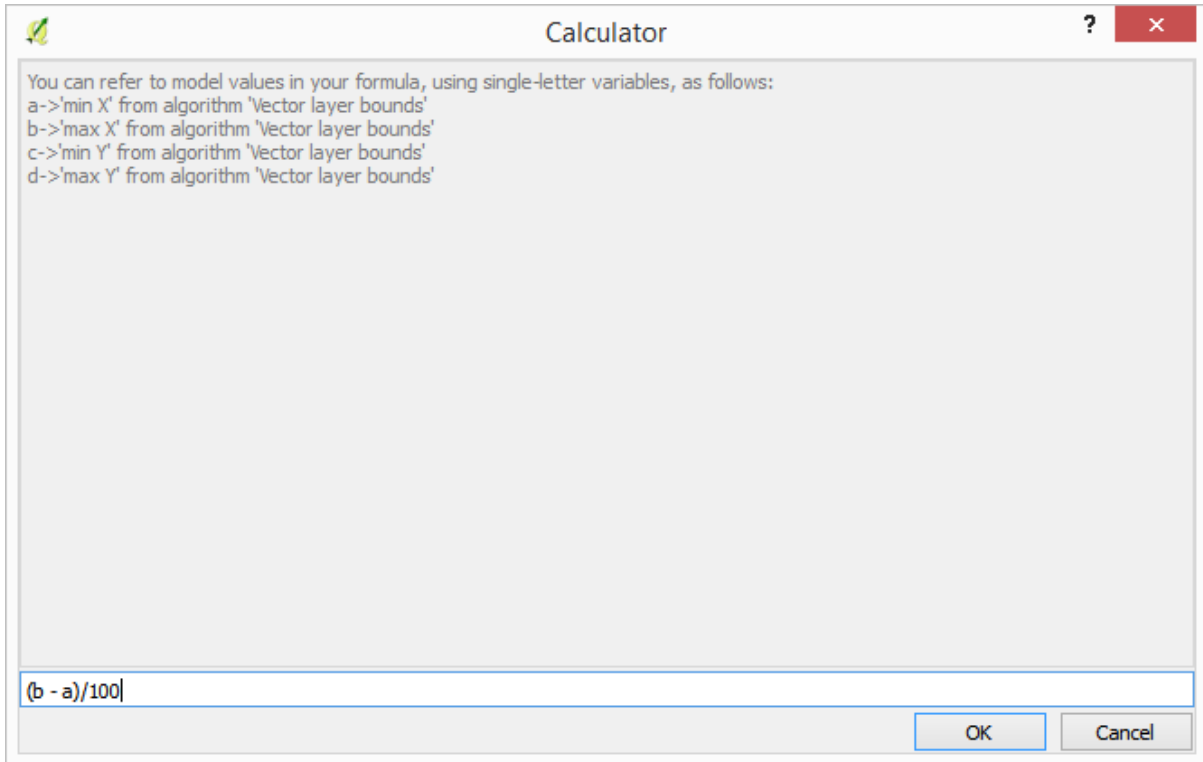 Calculator
?
You can refer to model values in your formula, using single-letter variables, as follows:
a->'min X' from algorithm 'Vector layer bounds'
b->'max X' from algorithm 'Vector layer bounds'
c->'min Y' from algorithm 'Vector layer bounds'
d->'max Y' from algorithm 'Vector layer bounds'
(b - a)/100
OK
Cancel